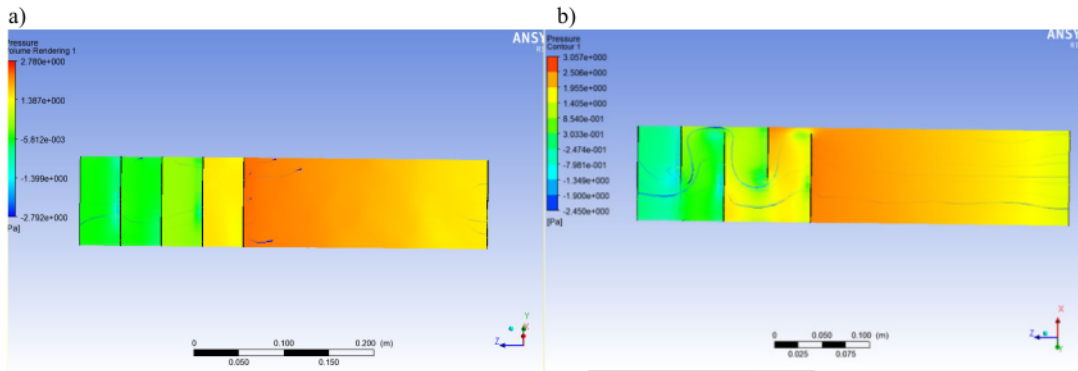 a)
b)
Pressure
Volume Rendering 1
2.780e+000
1.387e+000
-5.812e-003
-1.399e+000
-2.792e+000
Pa]
ANSY
R1
0
0.100
0.200
(m)
0.050
0.150
Y
X
Z
Pressure
Contour 1
3.057e+000
2.506e+000
1.955e+000
1.405e+000
8.540e-001
3.033e-001
-2.474e-001
-7.981e-001
-1.349e+000
-1.900e+000
-2.450e+000
[Pa]
ANSY
R1
0
0.050
0.100
(m)
0.025
0.075
X
Z
Y